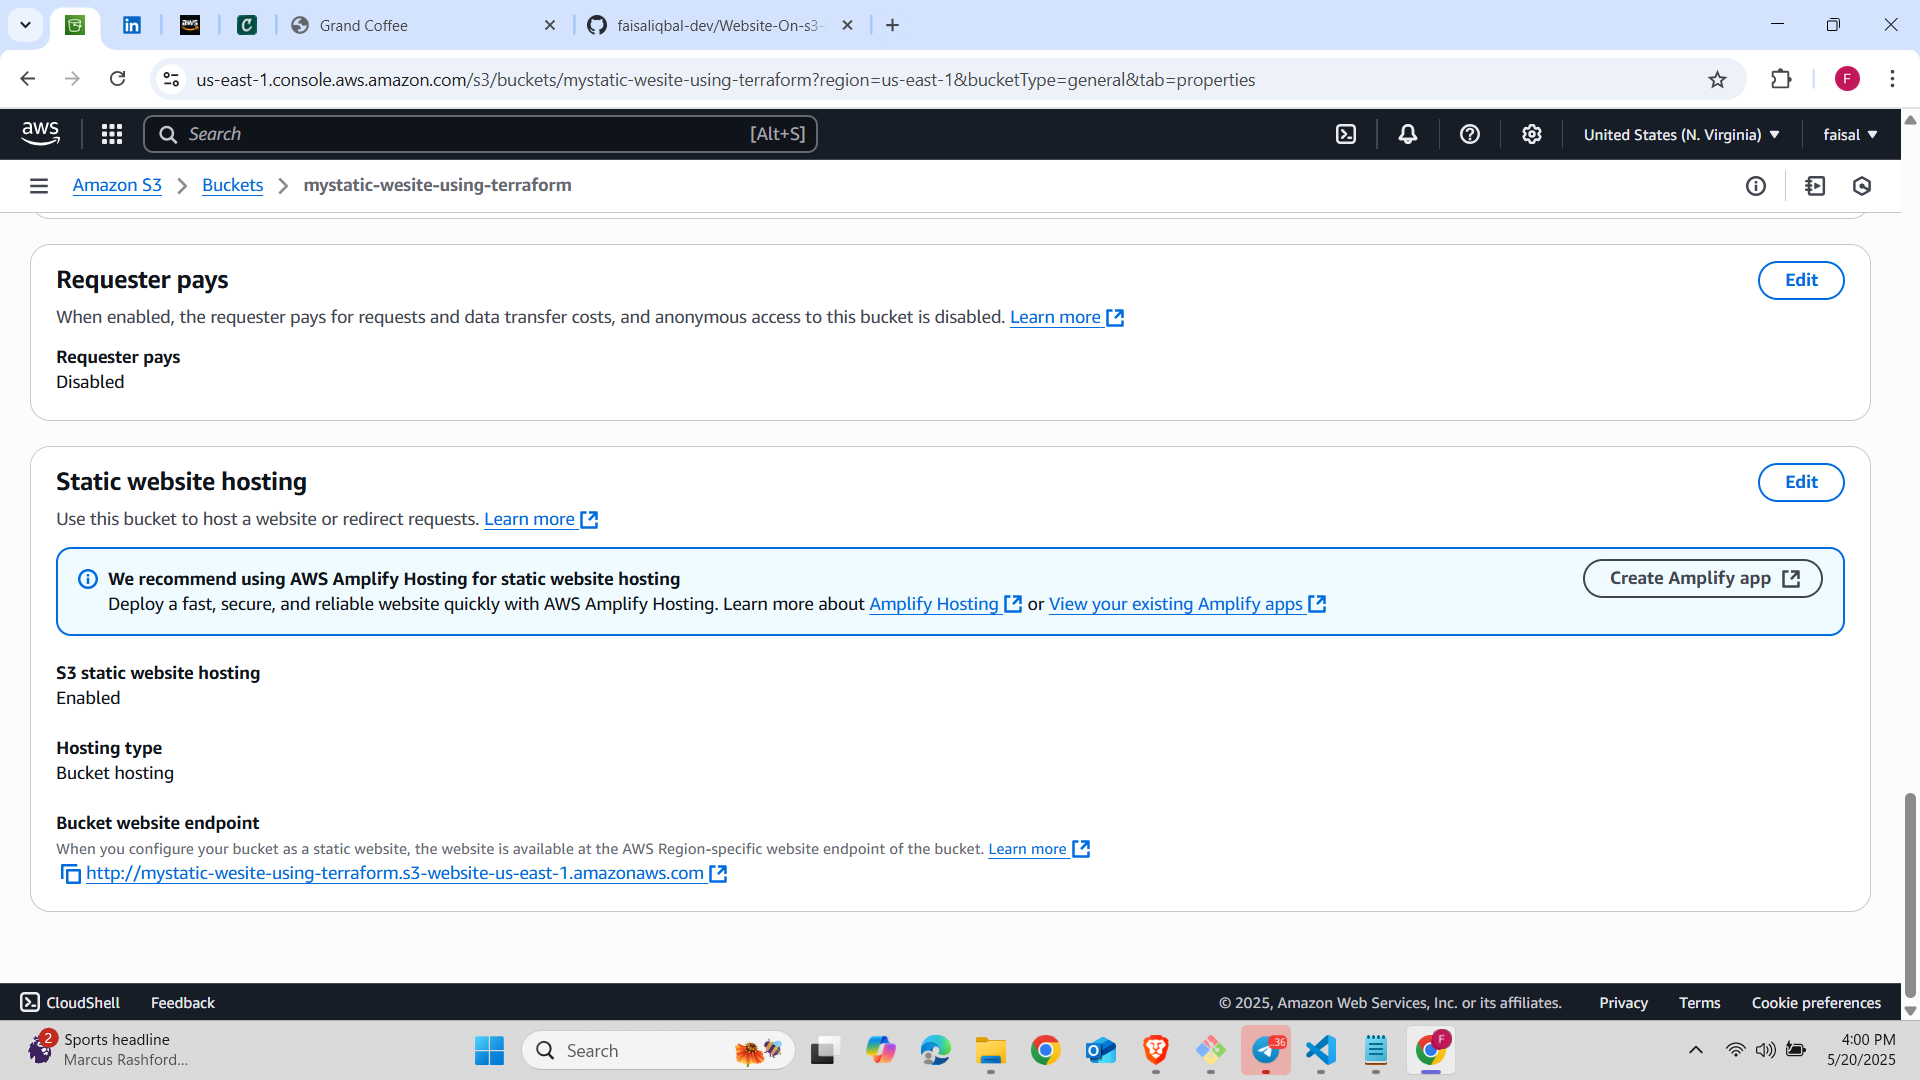 Grand Coffee
faisaliqbal-dev/Website-On-s3-
us-east-1.console.aws.amazon.com/s3/buckets/mystatic-wesite-using-terraform?region=us-east-1&bucketType=general&tab=properties
F
aws
Search
[Alt+S]
United States (N. Virginia)
faisal
Amazon S3
Buckets
mystatic-wesite-using-terraform
Requester pays
Edit
When enabled, the requester pays for requests and data transfer costs, and anonymous access to this bucket is disabled. Learn more
Requester pays
Disabled
Static website hosting
Edit
Use this bucket to host a website or redirect requests. Learn more
We recommend using AWS Amplify Hosting for static website hosting
Create Amplify app
Deploy a fast, secure, and reliable website quickly with AWS Amplify Hosting. Learn more about Amplify Hosting or View your existing Amplify apps
S3 static website hosting
Enabled
Hosting type
Bucket hosting
Bucket website endpoint
When you configure your bucket as a static website, the website is available at the AWS Region-specific website endpoint of the bucket. Learn more
http://mystatic-wesite-using-terraform.s3-website-us-east-1.amazonaws.com
CloudShell
Feedback
© 2025, Amazon Web Services, Inc. or its affiliates.
Privacy
Terms
Cookie preferences
2
Sports headline
Marcus Rashford...
Search
..36
F
4:00 PM
5/20/2025